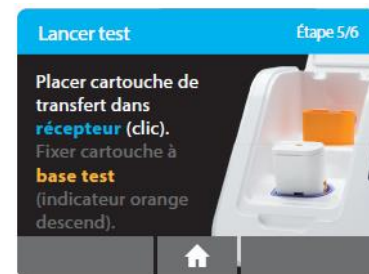 Lancer test
Étape 5/6
Placer cartouche de
transfert dans
récepteur (clic).
Fixer cartouche à
base test
(indicateur orange
descend).